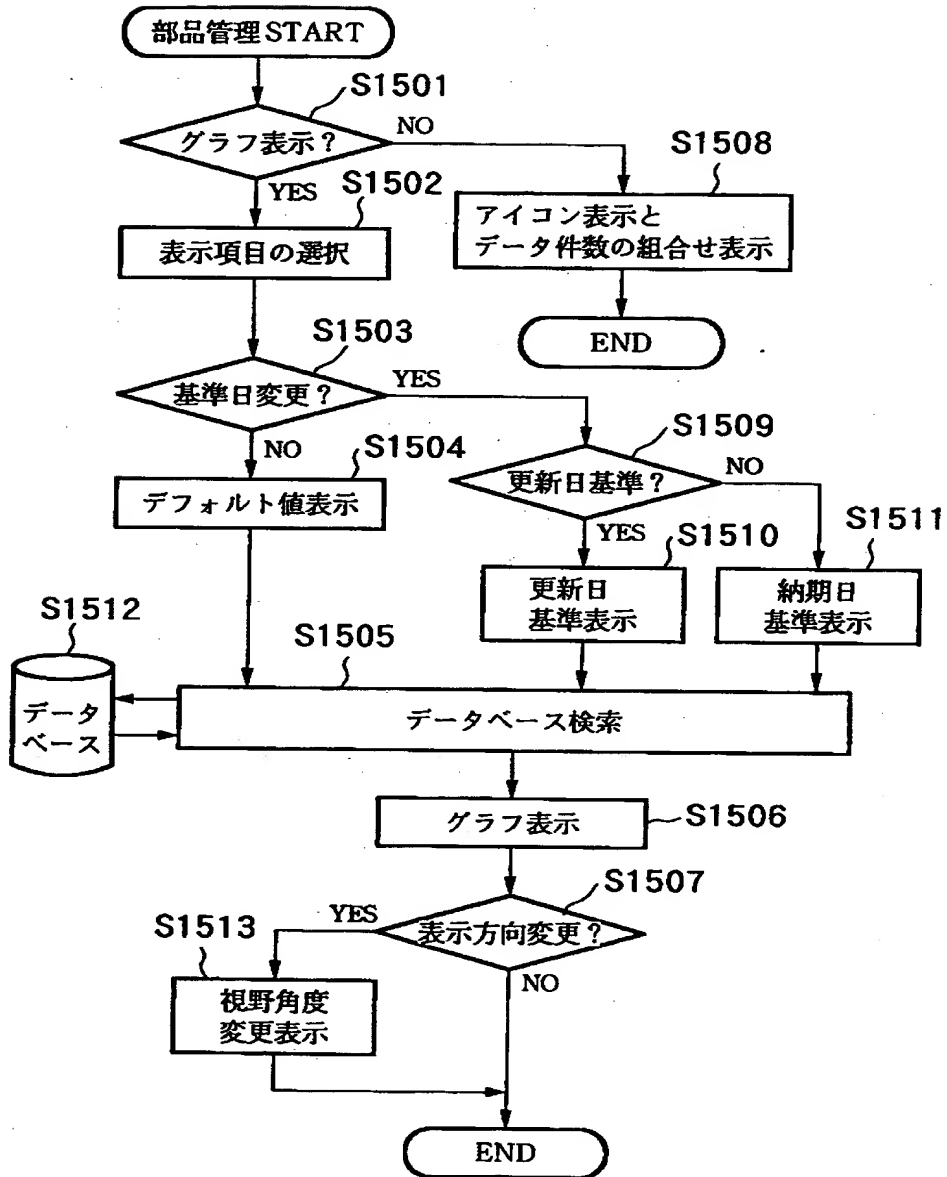 部品管理START
S1501
グラフ表示？
NO
YES
S1502
S1508
表示項目の選択
アイコン表示と
データ件数の組合せ表示
END
S1503
基準日変更？
YES
NO
S1504
デフォルト値表示
S1509
更新日基準？
NO
YES
S1510
S1511
更新日
基準表示
納期日
基準表示
S1512
データ
ベース
S1505
データベース検索
グラフ表示
S1506
S1507
表示方向変更？
YES
NO
S1513
視野角度
変更表示
END